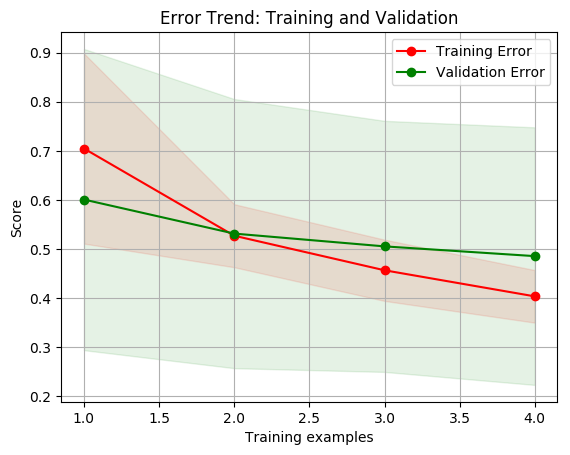 Error Trend: Training and Validation
Training Error
Validation Error
Score
0.9
0.8
0.7
0.6
0.5
0.4
0.3
0.2
1.0 1.5 2.0 2.5 3.0 3.5 4.0
Training examples